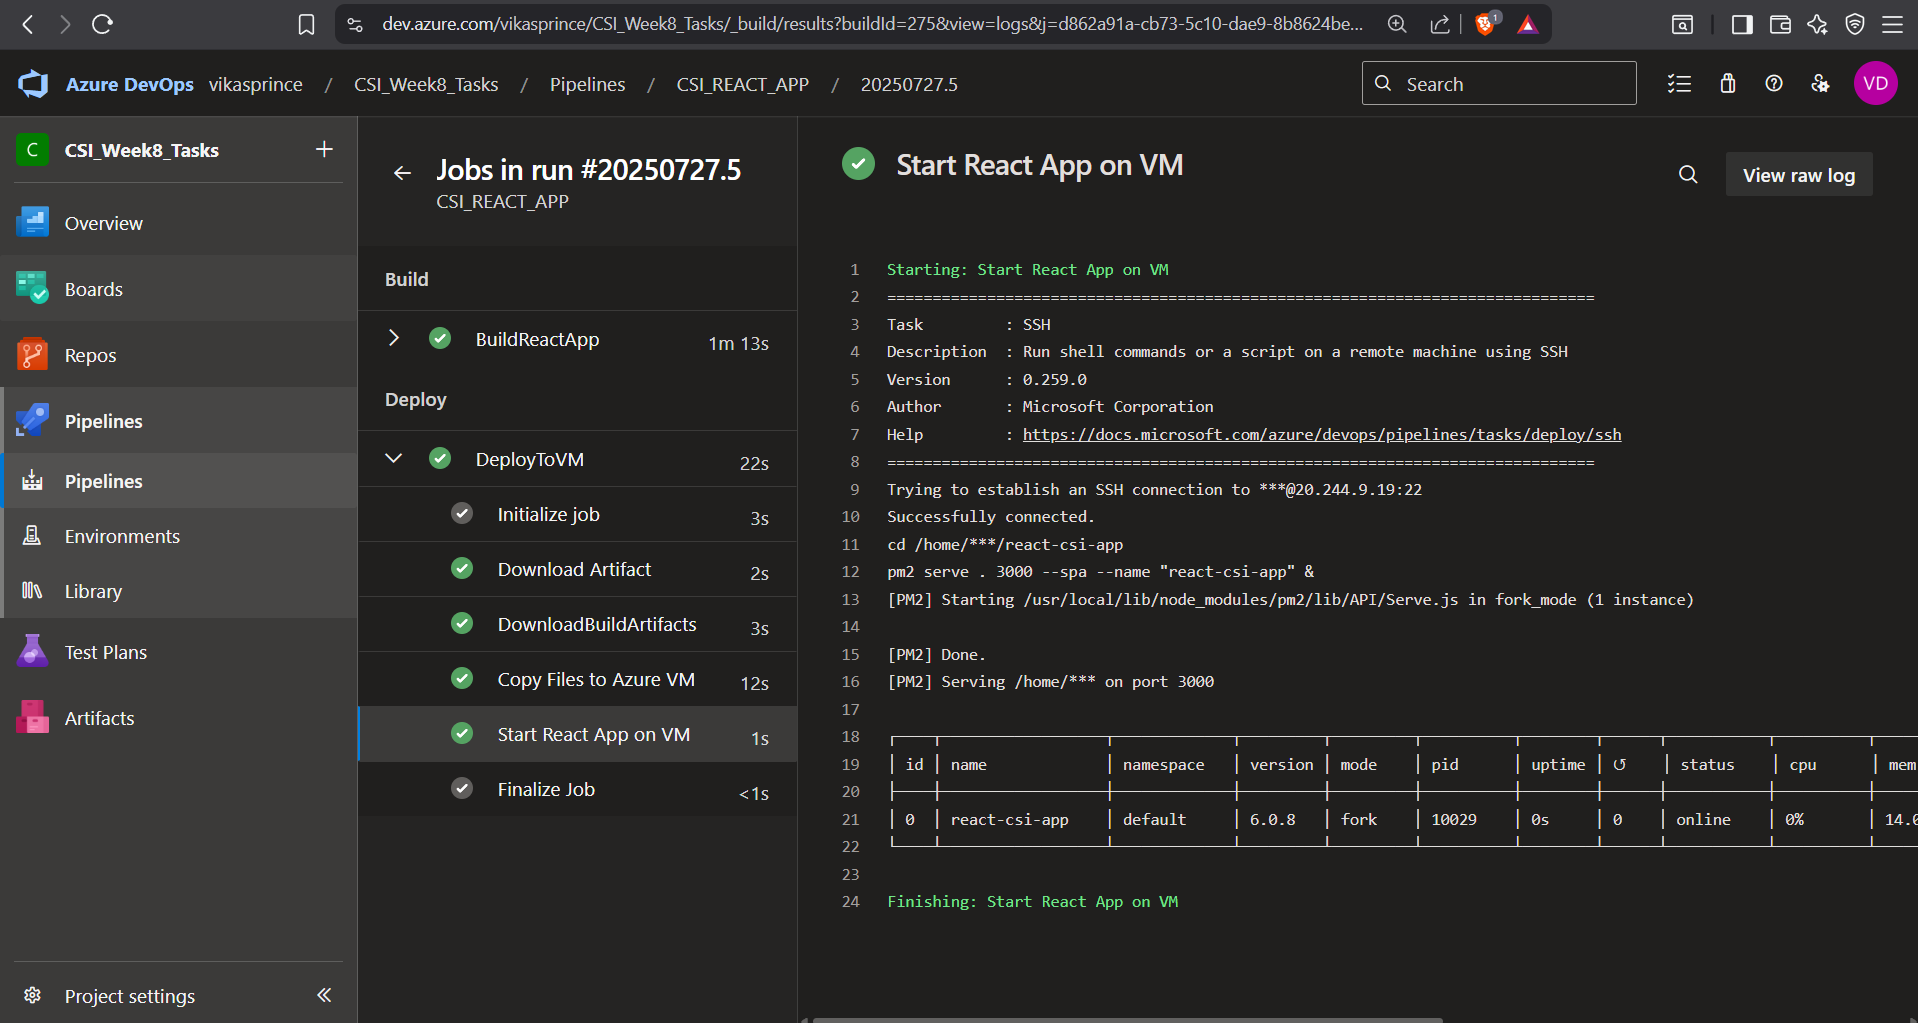 dev.azure.com/vikasprince/CSI_Week8_Tasks/_build/results?buildId=275&view=logs&j=d862a91a-cb73-5c10-dae9-8b8624be...
1
Azure DevOps vikasprince / CSI_Week8_Tasks / Pipelines / CSI_REACT_APP / 20250727.5
Search
VD
C CSI_Week8_Tasks +
Overview
Boards
Repos
Pipelines
Pipelines
Environments
Library
Test Plans
Artifacts
Project settings
Jobs in run #20250727.5
CSI_REACT_APP
Build
BuildReactApp 1m 13s
Deploy
DeployToVM 22s
Initialize job 3s
Download Artifact 2s
DownloadBuildArtifacts 3s
Copy Files to Azure VM 12s
Start React App on VM 1s
Finalize Job <1s
Start React App on VM
View raw log
1 Starting: Start React App on VM
2 ==============================================================================
3 Task : SSH
4 Description : Run shell commands or a script on a remote machine using SSH
5 Version : 0.259.0
6 Author : Microsoft Corporation
7 Help : https://docs.microsoft.com/azure/devops/pipelines/tasks/deploy/ssh
8 ==============================================================================
9 Trying to establish an SSH connection to ***@20.244.9.19:22
10 Successfully connected.
11 cd /home/***/react-csi-app
12 pm2 serve . 3000 --spa --name "react-csi-app" &
13 [PM2] Starting /usr/local/lib/node_modules/pm2/lib/API/Serve.js in fork_mode (1 instance)
14
15 [PM2] Done.
16 [PM2] Serving /home/*** on port 3000
17
18
19 │ id │ name │ namespace │ version │ mode │ pid │ uptime │ ↺ │ status │ cpu │ mem
20
21 │ 0 │ react-csi-app │ default │ 6.0.8 │ fork │ 10029 │ 0s │ 0 │ online │ 0% │ 14.0
22
23
24 Finishing: Start React App on VM